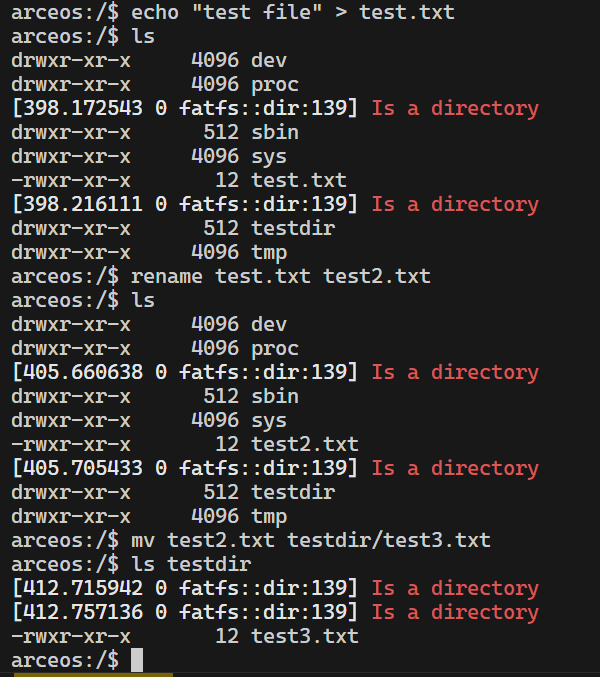 arceos:/$ echo "test file" > test.txt
arceos:/$ ls
drwxr-xr-x     4096 dev
drwxr-xr-x     4096 proc
[398.172543 0 fatfs::dir:139] Is a directory
drwxr-xr-x      512 sbin
drwxr-xr-x     4096 sys
-rwxr-xr-x       12 test.txt
[398.216111 0 fatfs::dir:139] Is a directory
drwxr-xr-x      512 testdir
drwxr-xr-x     4096 tmp
arceos:/$ rename test.txt test2.txt
arceos:/$ ls
drwxr-xr-x     4096 dev
drwxr-xr-x     4096 proc
[405.660638 0 fatfs::dir:139] Is a directory
drwxr-xr-x      512 sbin
drwxr-xr-x     4096 sys
-rwxr-xr-x       12 test2.txt
[405.705433 0 fatfs::dir:139] Is a directory
drwxr-xr-x      512 testdir
drwxr-xr-x     4096 tmp
arceos:/$ mv test2.txt testdir/test3.txt
arceos:/$ ls testdir
[412.715942 0 fatfs::dir:139] Is a directory
[412.757136 0 fatfs::dir:139] Is a directory
-rwxr-xr-x       12 test3.txt
arceos:/$